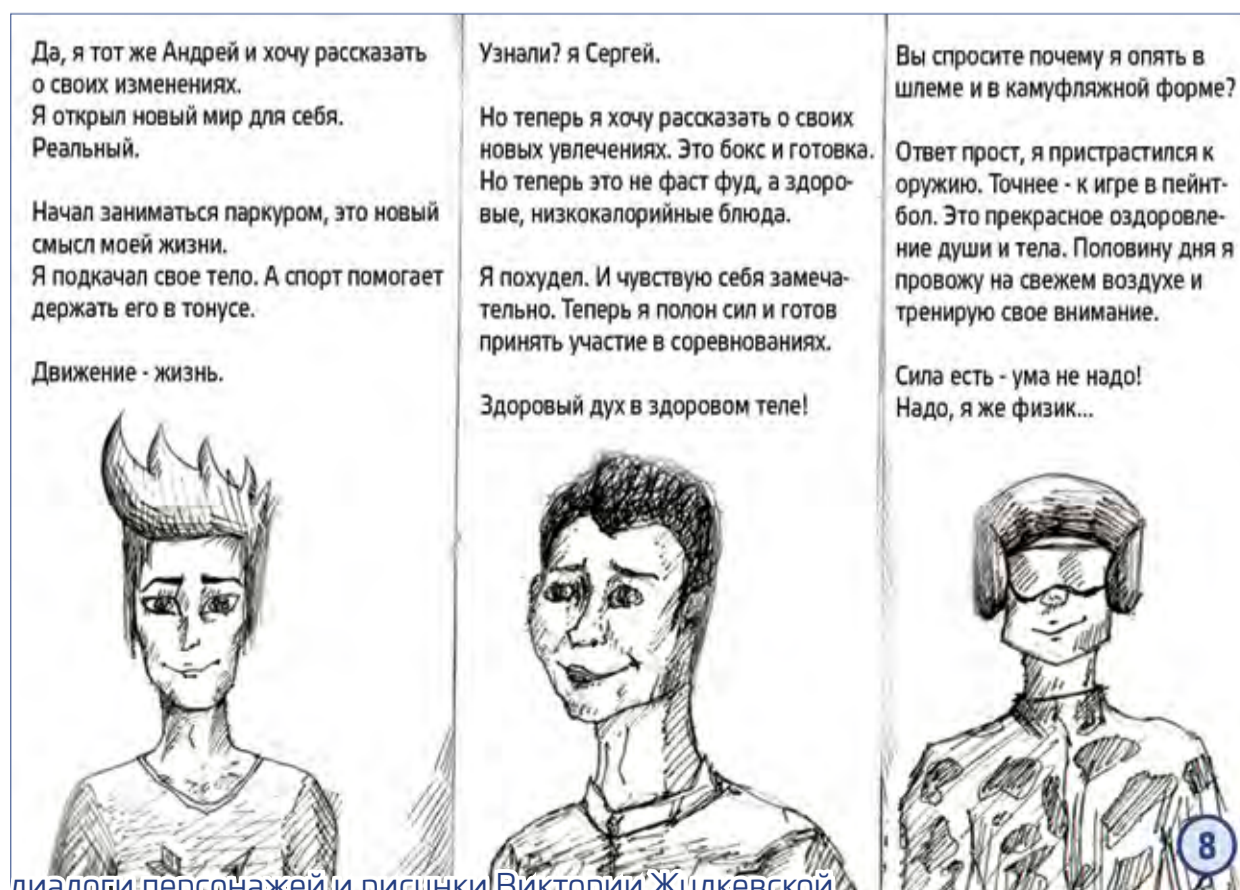 Да, я тот же Андрей и хочу рассказать
о своих изменениях.
Я открыл новый мир для себя.
Реальный.
Начал заниматься паркуром, это новый
смысл моей жизни.
Я подкачал свое тело. А спорт помогает
держать его в тонусе.
Движение - жизнь.
Узнали? я Сергей.
Но теперь я хочу рассказать о своих
новых увлечениях. Это бокс и готовка.
Но теперь это не фаст фуд, а здоро-
вые, низкокалорийные блюда.
Я похудел. И чувствую себя замеча-
тельно. Теперь я полон сил и готов
принять участие в соревнованиях.
Здоровый дух в здоровом теле!
Вы спросите почему я опять в
шлеме и в камуфляжной форме?
Ответ прост, я пристрастился к
оружию. Точнее - к игре в пейнт-
бол. Это прекрасное оздоровле-
ние души и тела. Половину дня я
провожу на свежем воздухе и
тренирую свое внимание.
Сила есть - ума не надо!
Надо, я же физик...
8
диалоги персонажей и рисунки Виктории Жилкевской